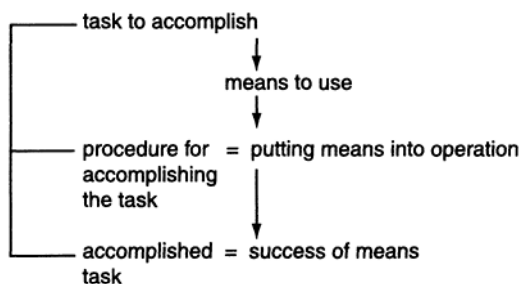 task to accomplish
means to use
procedure for = putting means into operation
accomplishing
the task
accomplished = success of means
task